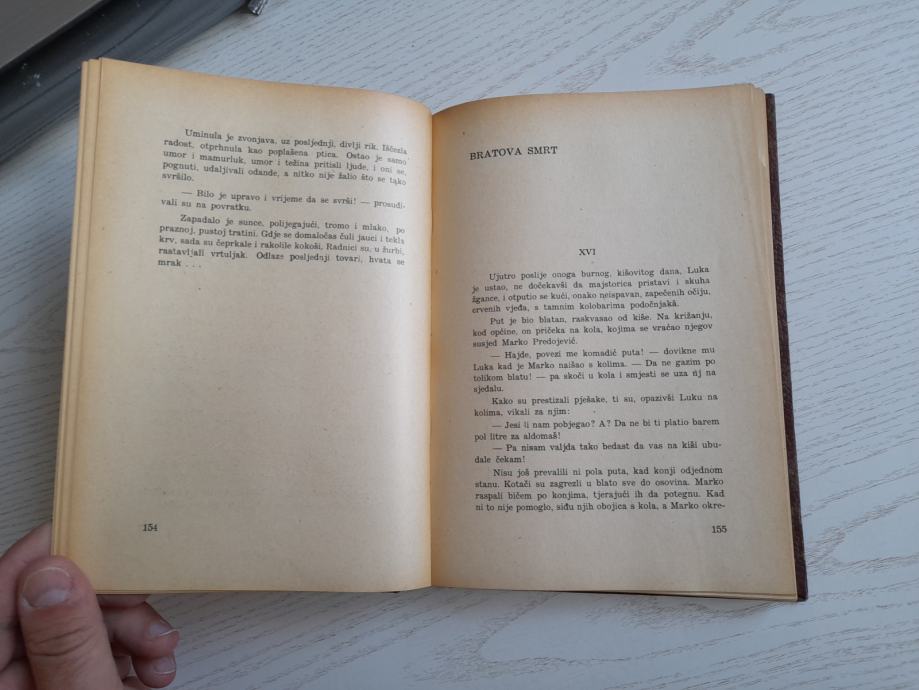 Uminula je zvonjava, uz posljednji, divlji rik. Iščezla
radost, otprhnula kao poplašena ptica. Ostao je samo
umor i mamurluk, umor i težina pritisli ljude, i oni se,
pognuti, udaljivali odande, a nitko nije žalio što se tako
svršilo.
— Bilo je upravo i vrijeme da se svrši! — prosuđi-
vali su na povratku.
Zapadalo je sunce, polijegajući, tromo i mlako, po
praznoj, pustoj tratini. Gdje se domaločas čuli jauci i tekla
krv, sada su čeprkale i rakolile kokoši. Radnici su, u žurbi,
rastavljali vrtuljak. Odlaze posljednji tovari, hvata se
mrak . . .
154
BRATOVA SMRT
XVI
Ujutro poslije onoga burnog, kišovitog dana, Luka
je ustao, ne dočekavši da majstorica pristavi i skuha
žgance, i otputio se kući, onako neispavan, zapečenih očiju,
crvenih vjeđa, s tamnim kolobarima podočnjakâ.
Put je bio blatan, raskvasao od kiše. Na križanju,
kod općine, on pričeka na kola, kojima se vraćao njegov
susjed Marko Predojević.
— Hajde, povezi me komadić puta! — dovikne mu
Luka kad je Marko naišao s kolima. — Da ne gazim po
tolikom blatu! — pa skoči u kola i smjesti se uza nj na
sjedalu.
Kako su prestizali pješake, ti su, opazivši Luku na
kolima, vikali za njim:
— Jesi li nam pobjegao? A? Da ne bi ti platio barem
pol litre za aldomaš!
— Pa nisam valjda tako bedast da vas na kiši ubu-
dale čekam!
Nisu još prevalili ni pola puta, kad konji odjednom
stanu. Kotači su zagrezli u blato sve do osovina. Marko
raspali bičem po konjima, tjerajući ih da potegnu. Kad
ni to nije pomoglo, siđu njih obojica s kola, a Marko okre-
155